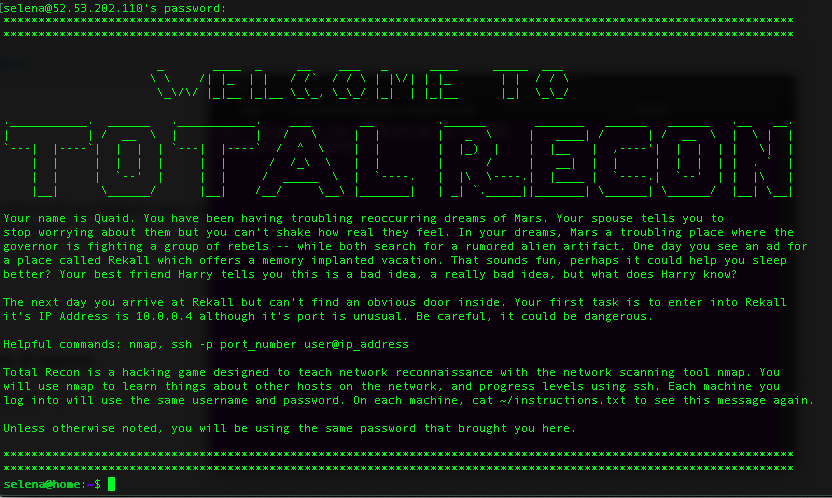 [selena@52.53.202.110's password:
*******************************************************************************************************************
*******************************************************************************************************************
WELCOME TO
TOTAL RECON
Your name is Quaid. You have been having troubling reoccurring dreams of Mars. Your spouse tells you to
stop worrying about them but you can't shake how real they feel. In your dreams, Mars a troubling place where the
governor is fighting a group of rebels -- while both search for a rumored alien artifact. One day you see an ad for
a place called Rekall which offers a memory implanted vacation. That sounds fun, perhaps it could help you sleep
better? Your best friend Harry tells you this is a bad idea, a really bad idea, but what does Harry know?
The next day you arrive at Rekall but can't find an obvious door inside. Your first task is to enter into Rekall
it's IP Address is 10.0.0.4 although it's port is unusual. Be careful, it could be dangerous.
Helpful commands: nmap, ssh -p port_number user@ip_address
Total Recon is a hacking game designed to teach network reconnaissance with the network scanning tool nmap. You
will use nmap to learn things about other hosts on the network, and progress levels using ssh. Each machine you
log into will use the same username and password. On each machine, cat ~/instructions.txt to see this message again.
Unless otherwise noted, you will be using the same password that brought you here.
*******************************************************************************************************************
*******************************************************************************************************************
selena@home:~$